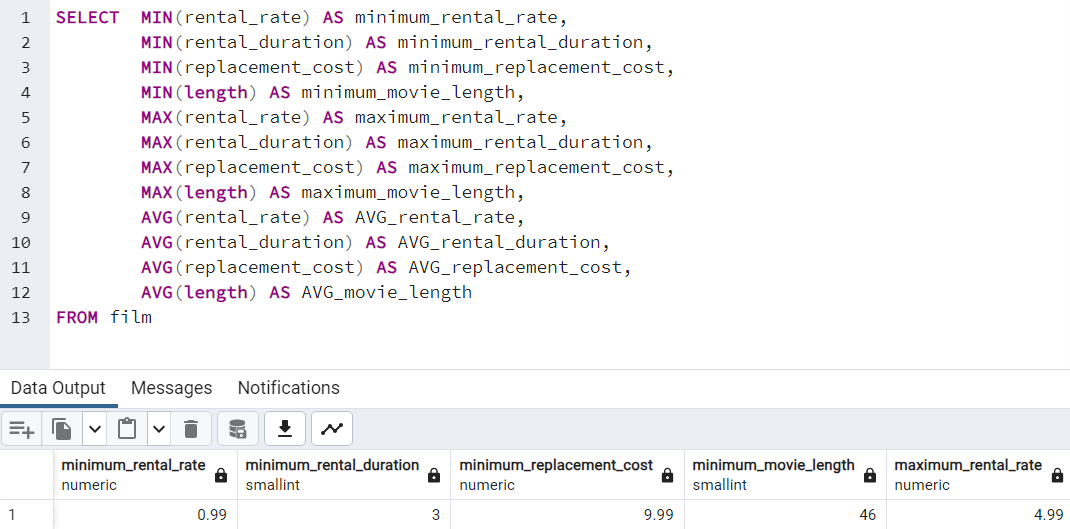 1 SELECT MIN(rental_rate) AS minimum_rental_rate,
2 MIN(rental_duration) AS minimum_rental_duration,
3 MIN(replacement_cost) AS minimum_replacement_cost,
4 MIN(length) AS minimum_movie_length,
5 MAX(rental_rate) AS maximum_rental_rate,
6 MAX(rental_duration) AS maximum_rental_duration,
7 MAX(replacement_cost) AS maximum_replacement_cost,
8 MAX(length) AS maximum_movie_length,
9 AVG(rental_rate) AS AVG_rental_rate,
10 AVG(rental_duration) AS AVG_rental_duration,
11 AVG(replacement_cost) AS AVG_replacement_cost,
12 AVG(length) AS AVG_movie_length
13 FROM film
Data Output Messages Notifications
minimum_rental_rate minimum_rental_duration minimum_replacement_cost minimum_movie_length maximum_rental_rate
numeric smallint numeric smallint numeric
1 0.99 3 9.99 46 4.99